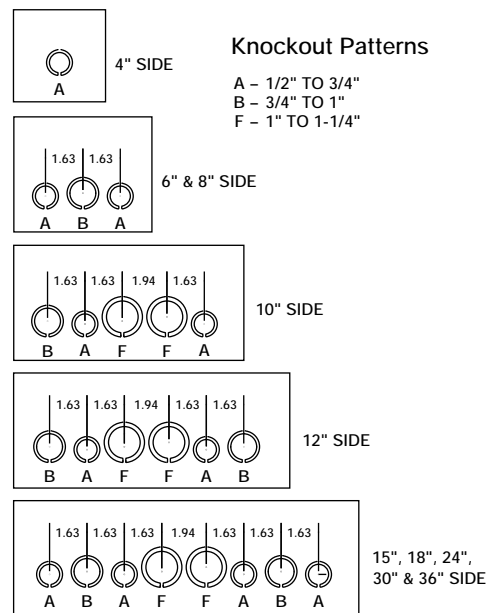 Knockout Patterns
A – 1/2" TO 3/4"
B – 3/4" TO 1"
F – 1" TO 1-1/4"
4" SIDE
A
1.63 1.63
6" & 8" SIDE
A B A
1.63 1.63 1.94 1.63
10" SIDE
B A F F A
1.63 1.63 1.94 1.63 1.63
12" SIDE
B A F F A B
1.63 1.63 1.63 1.94 1.63 1.63 1.63
15", 18", 24",
30" & 36" SIDE
A B A F F A B A